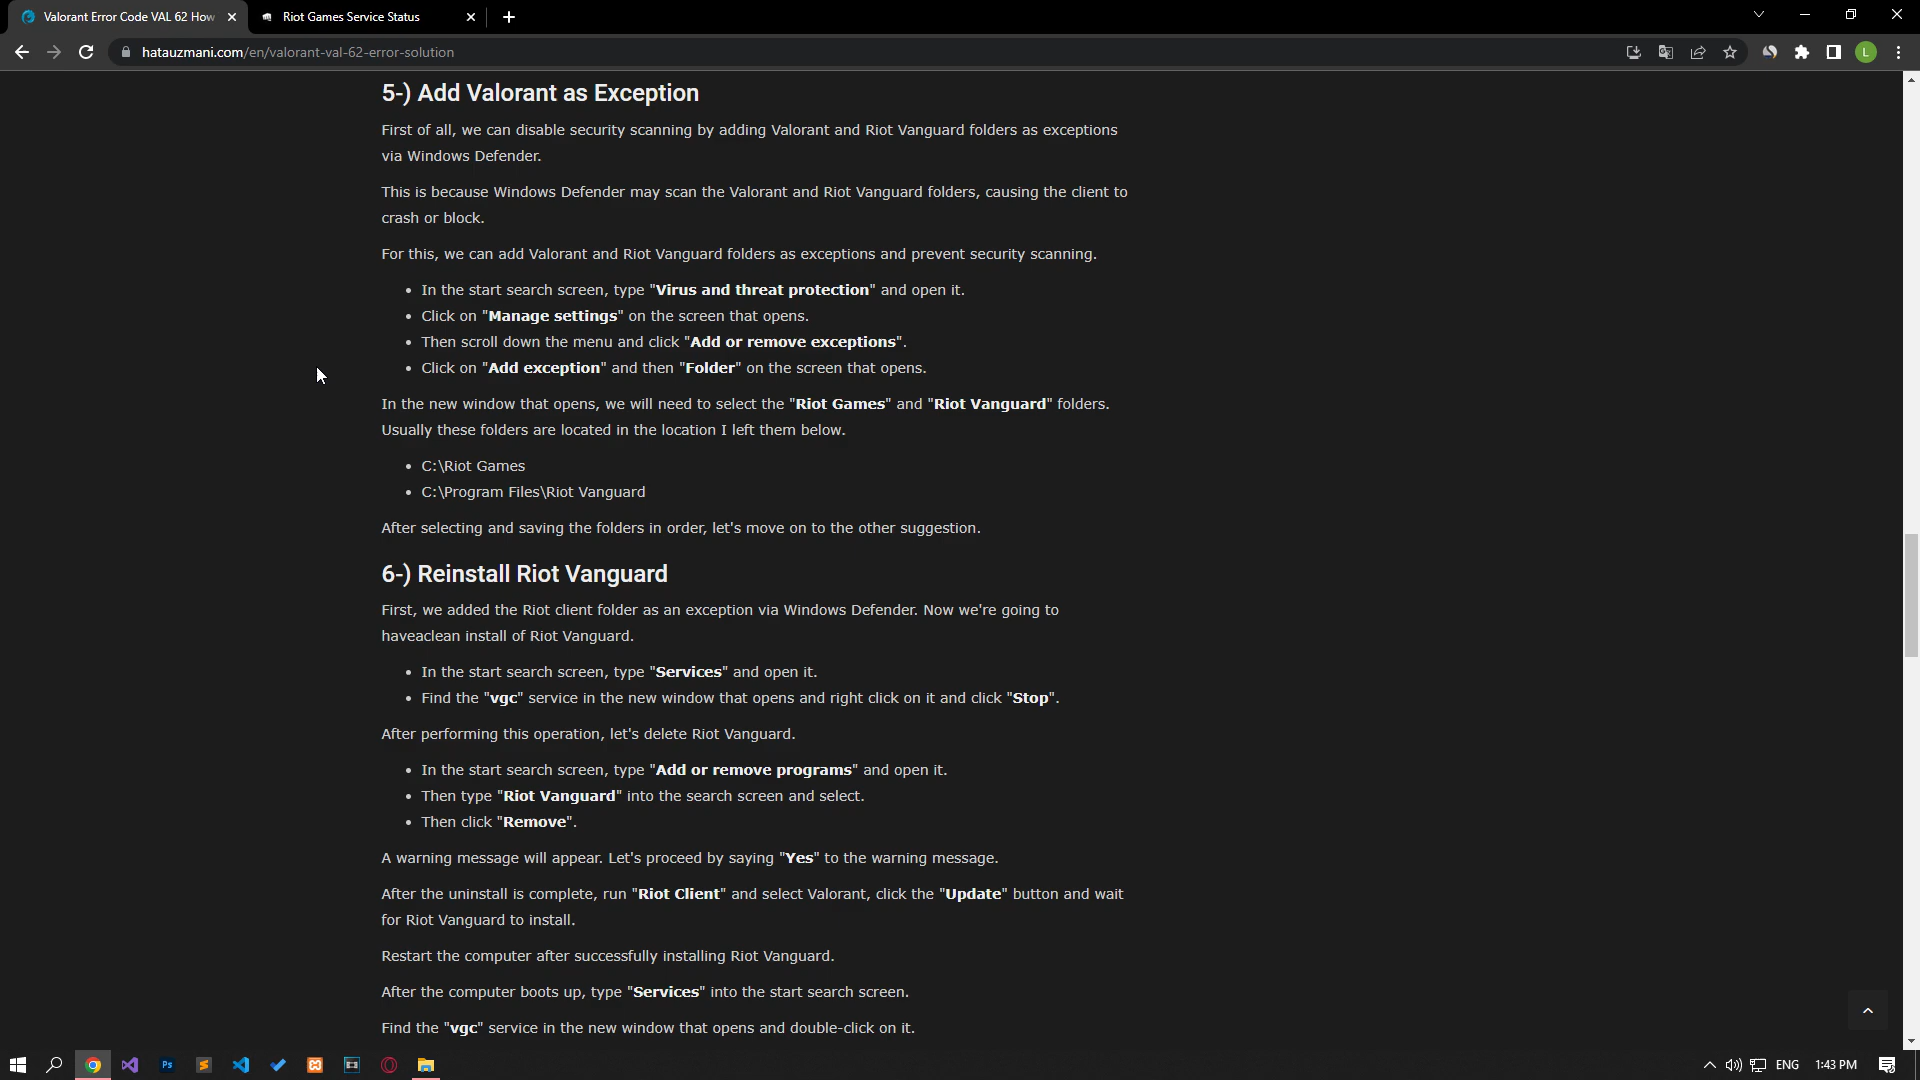 Valorant Error Code VAL 62 How
Riot Games Service Status
hatauzmani.com/en/valorant-val-62-error-solution
L
5-) Add Valorant as Exception
First of all, we can disable security scanning by adding Valorant and Riot Vanguard folders as exceptions
via Windows Defender.
This is because Windows Defender may scan the Valorant and Riot Vanguard folders, causing the client to
crash or block.
For this, we can add Valorant and Riot Vanguard folders as exceptions and prevent security scanning.
In the start search screen, type "Virus and threat protection" and open it.
Click on "Manage settings" on the screen that opens.
Then scroll down the menu and click "Add or remove exceptions".
Click on "Add exception" and then "Folder" on the screen that opens.
In the new window that opens, we will need to select the "Riot Games" and "Riot Vanguard" folders.
Usually these folders are located in the location I left them below.
C:\Riot Games
C:\Program Files\Riot Vanguard
After selecting and saving the folders in order, let's move on to the other suggestion.
6-) Reinstall Riot Vanguard
First, we added the Riot client folder as an exception via Windows Defender. Now we're going to
haveaclean install of Riot Vanguard.
In the start search screen, type "Services" and open it.
Find the "vgc" service in the new window that opens and right click on it and click "Stop".
After performing this operation, let's delete Riot Vanguard.
In the start search screen, type "Add or remove programs" and open it.
Then type "Riot Vanguard" into the search screen and select.
Then click "Remove".
A warning message will appear. Let's proceed by saying "Yes" to the warning message.
After the uninstall is complete, run "Riot Client" and select Valorant, click the "Update" button and wait
for Riot Vanguard to install.
Restart the computer after successfully installing Riot Vanguard.
After the computer boots up, type "Services" into the start search screen.
Find the "vgc" service in the new window that opens and double-click on it.
Ps
ENG
1:43 PM